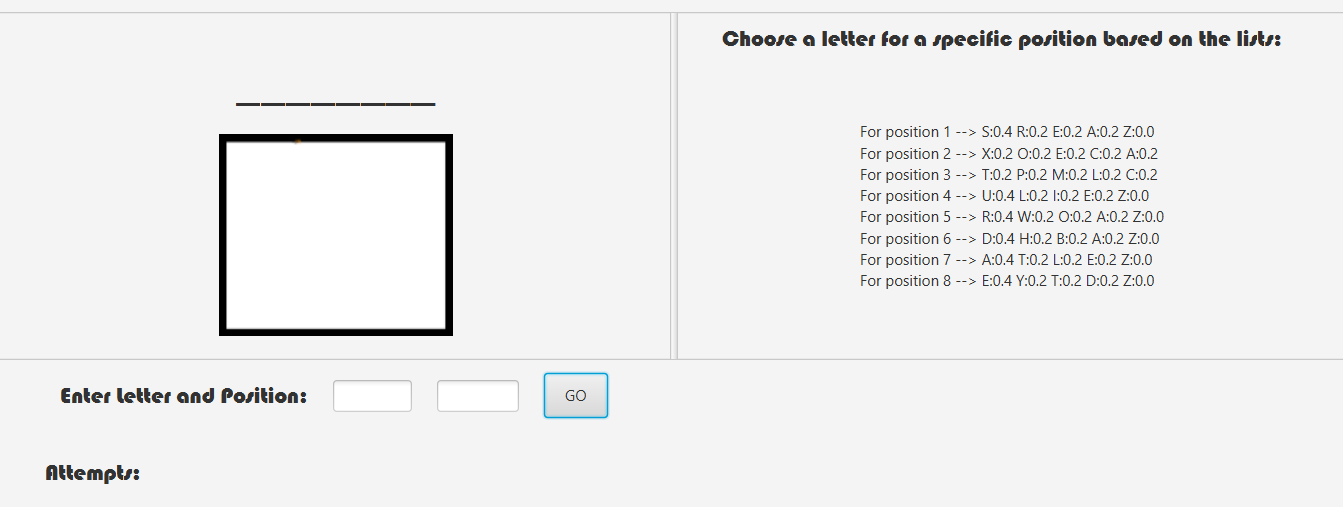 Choose a letter for a specific position based on the lists:
________
For position 1 --> S:0.4 R:0.2 E:0.2 A:0.2 Z:0.0
For position 2 --> X:0.2 O:0.2 E:0.2 C:0.2 A:0.2
For position 3 --> T:0.2 P:0.2 M:0.2 L:0.2 C:0.2
For position 4 --> U:0.4 L:0.2 I:0.2 E:0.2 Z:0.0
For position 5 --> R:0.4 W:0.2 O:0.2 A:0.2 Z:0.0
For position 6 --> D:0.4 H:0.2 B:0.2 A:0.2 Z:0.0
For position 7 --> A:0.4 T:0.2 L:0.2 E:0.2 Z:0.0
For position 8 --> E:0.4 Y:0.2 T:0.2 D:0.2 Z:0.0
Enter Letter and Position:
GO
Attempts: